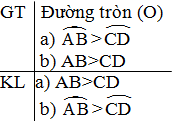 GT Đường tròn (O)
a) AB>CD
b) AB>CD
KL a) AB>CD
b) AB>CD